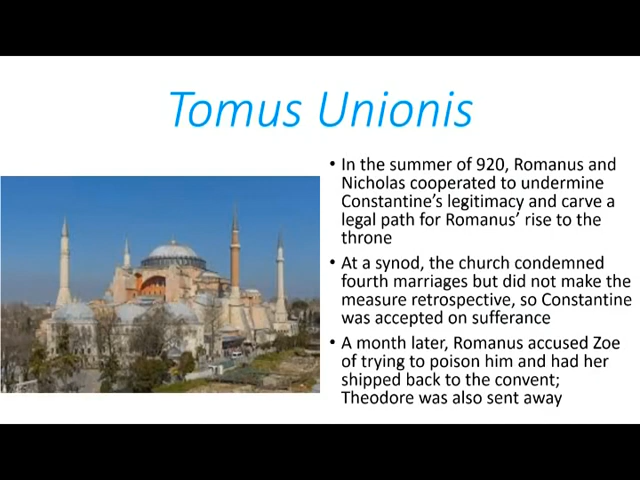 Tomus Unionis
• In the summer of 920, Romanus and
Nicholas cooperated to undermine
Constantine's legitimacy and carve a
legal path for Romanus' rise to the
throne
• At a synod, the church condemned
fourth marriages but did not make the
measure retrospective, so Constantine
was accepted on sufferance
• A month later, Romanus accused Zoe
of trying to poison him and had her
shipped back to the convent;
Theodore was also sent away